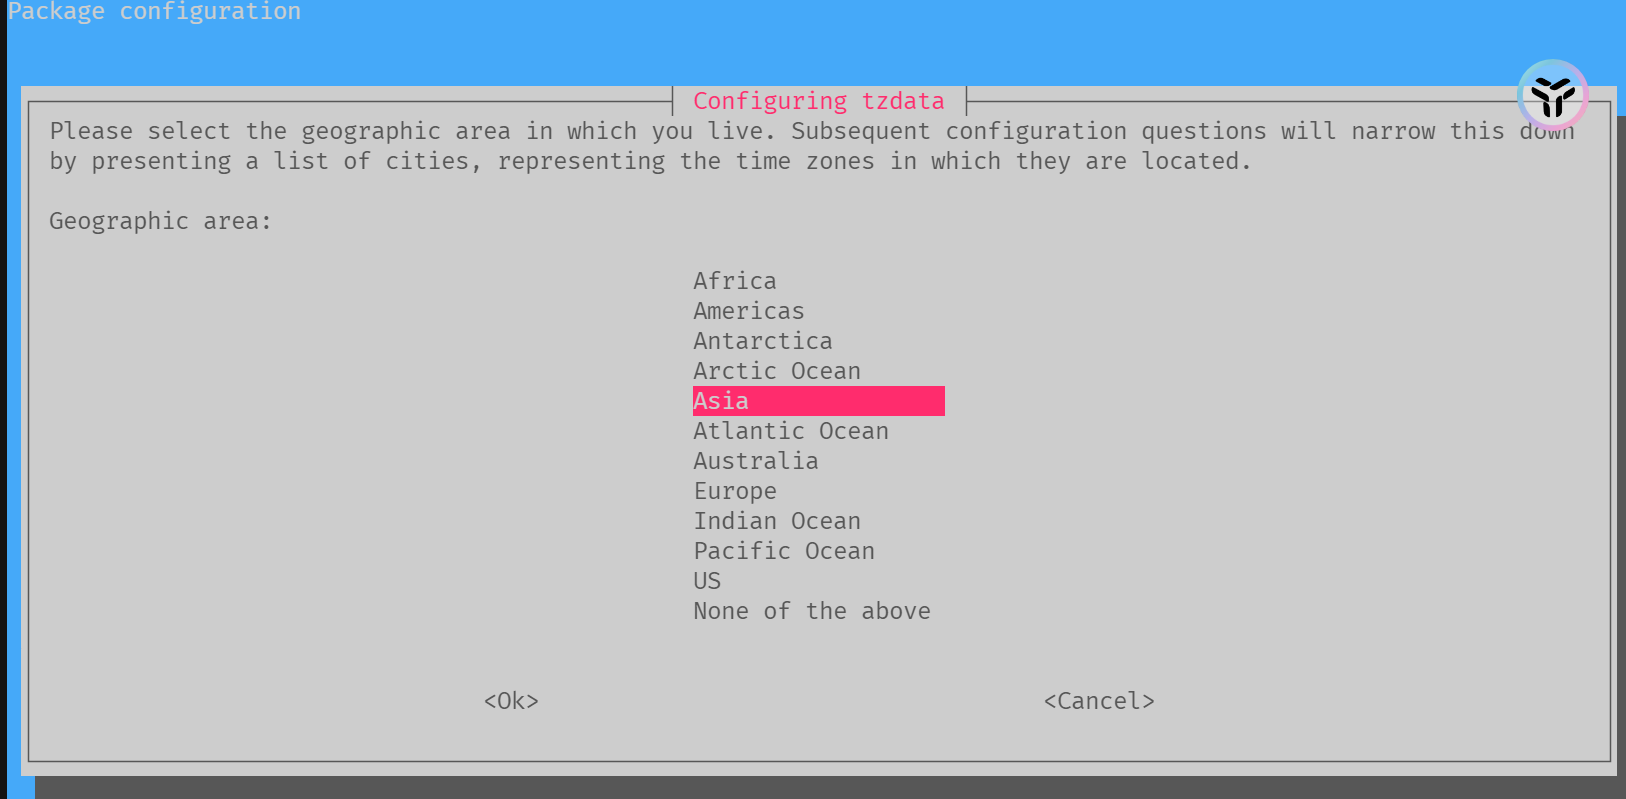 Package configuration
Configuring tzdata
Please select the geographic area in which you live. Subsequent configuration questions will narrow this down
by presenting a list of cities, representing the time zones in which they are located.
Geographic area:
Africa
Americas
Antarctica
Arctic Ocean
Asia
Atlantic Ocean
Australia
Europe
Indian Ocean
Pacific Ocean
US
None of the above
<Ok> <Cancel>